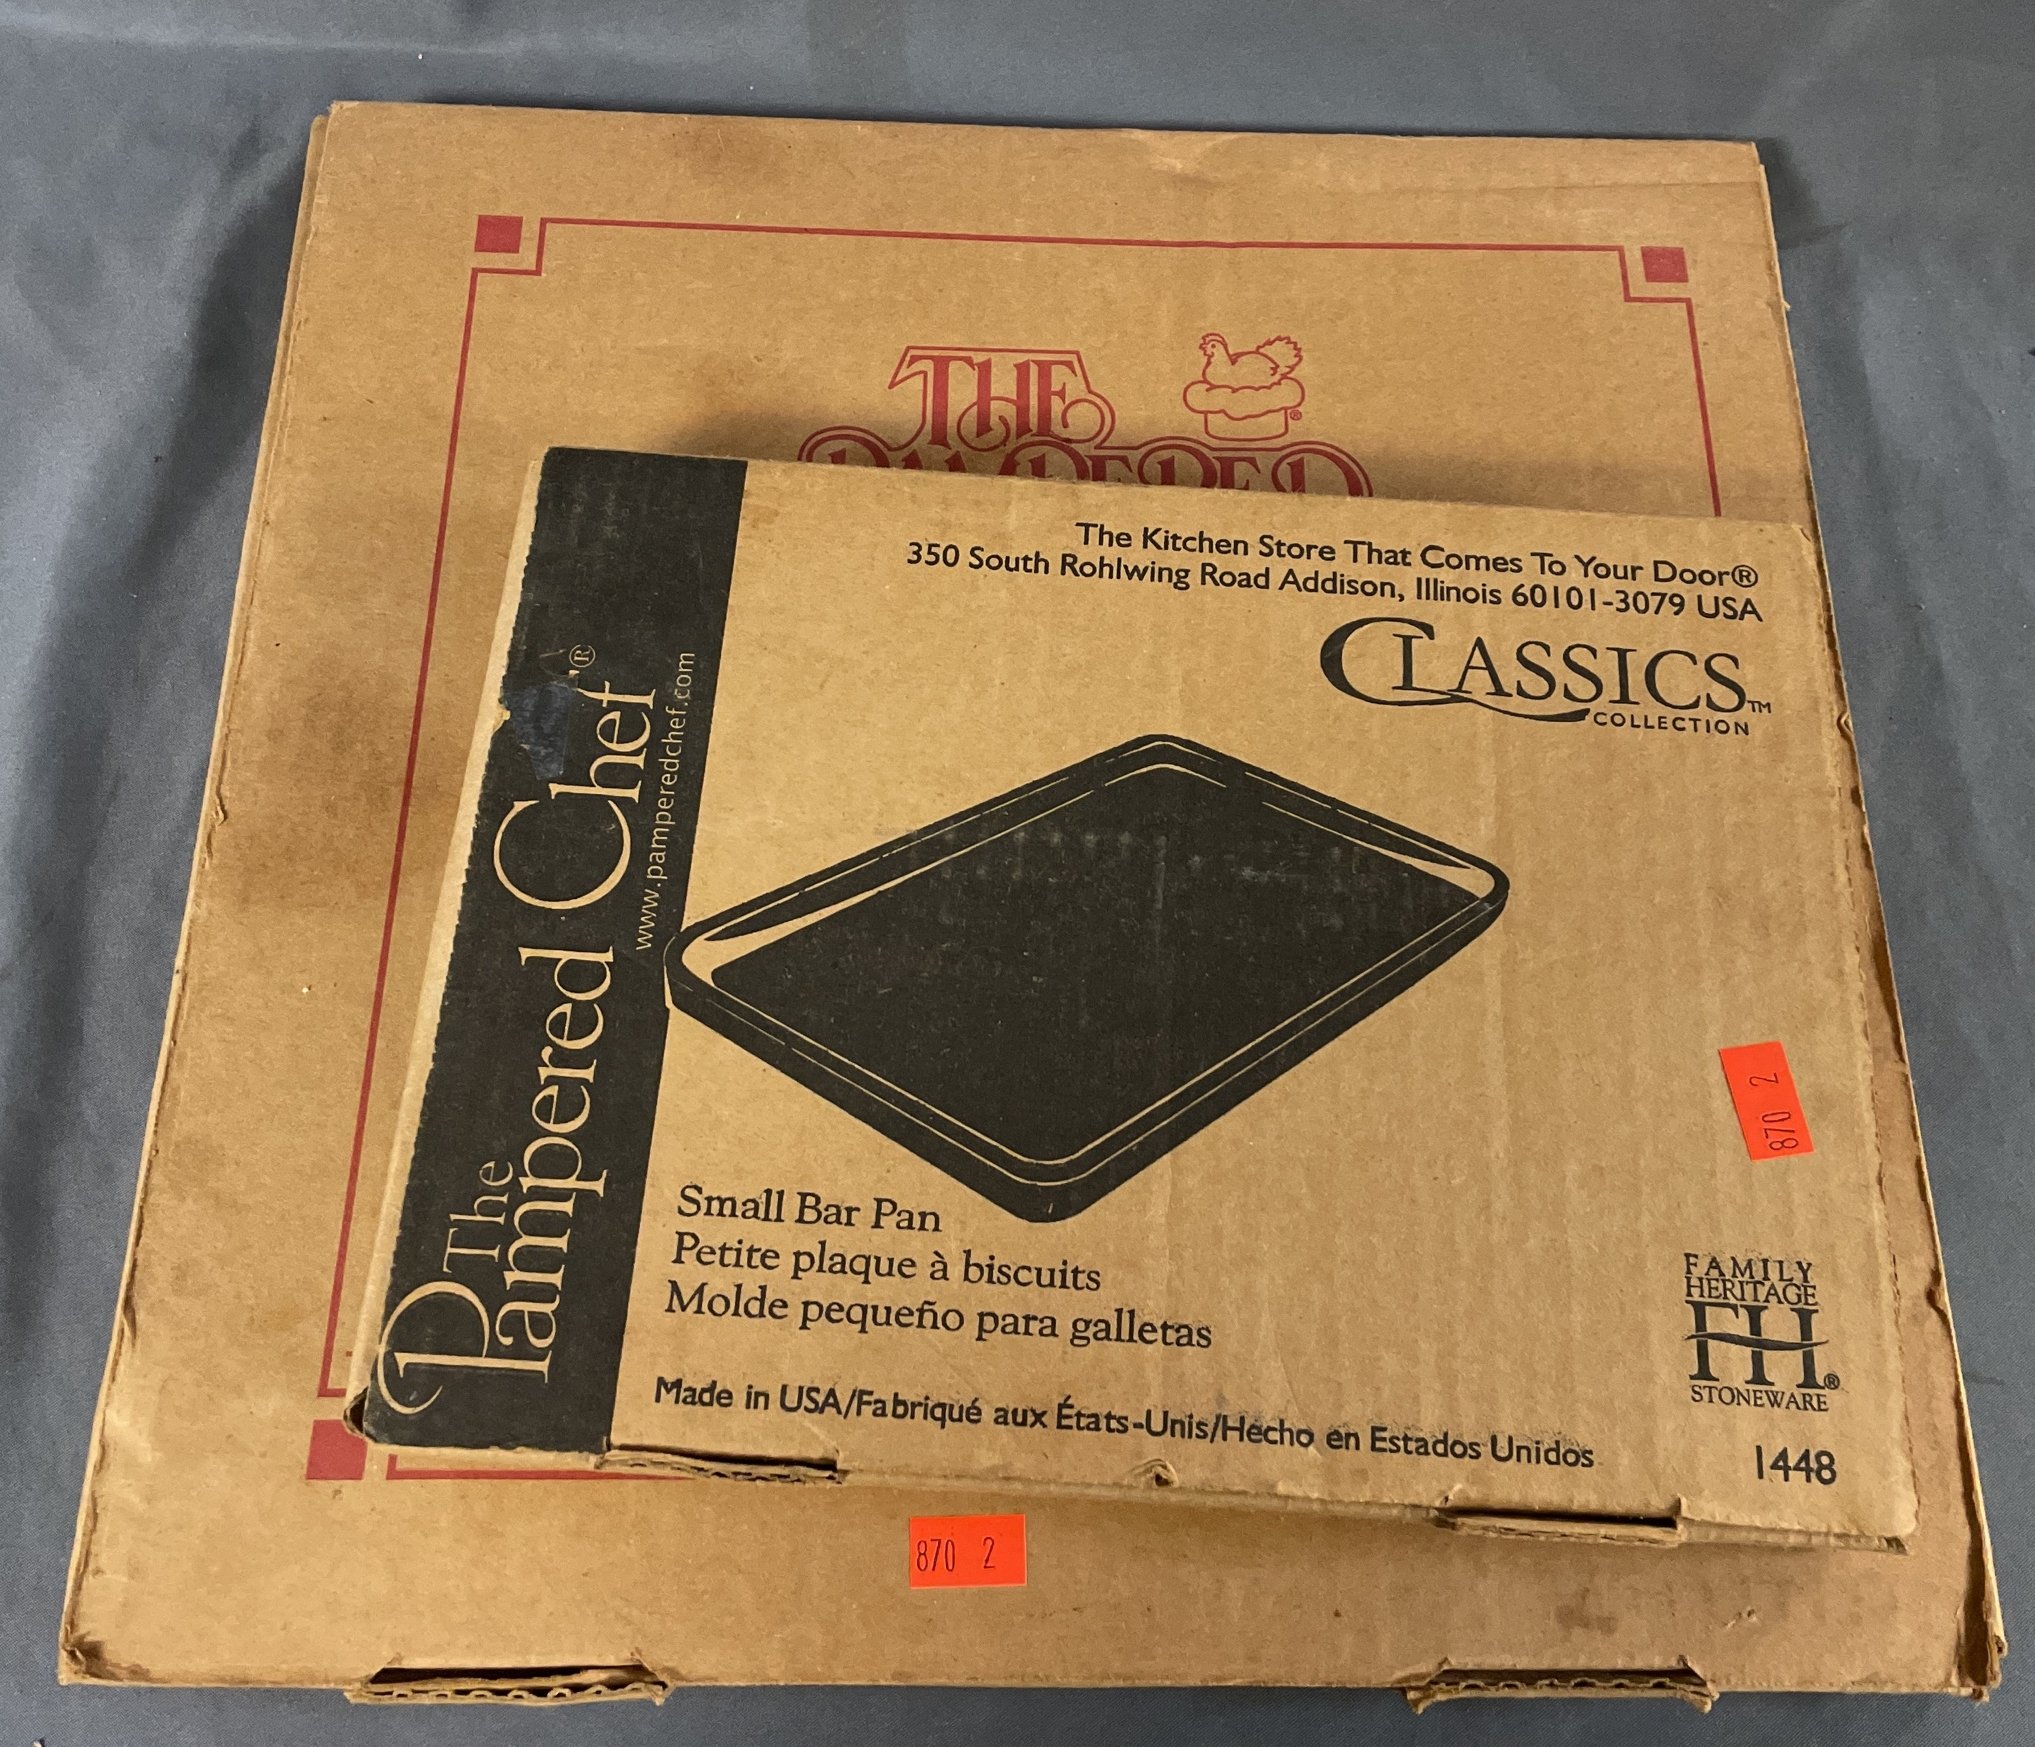 THE
PAMPERED
®
The Kitchen Store That Comes To Your Door®
350 South Rohlwing Road Addison, Illinois 60101-3079 USA
CLASSICS™
COLLECTION
The
Pampered Chef®
www.pamperedchef.com
870 2
Small Bar Pan
Petite plaque à biscuits
Molde pequeño para galletas
Made in USA/Fabriqué aux États-Unis/Hecho en Estados Unidos
FAMILY
HERITAGE
FH®
STONEWARE
1448
870 2